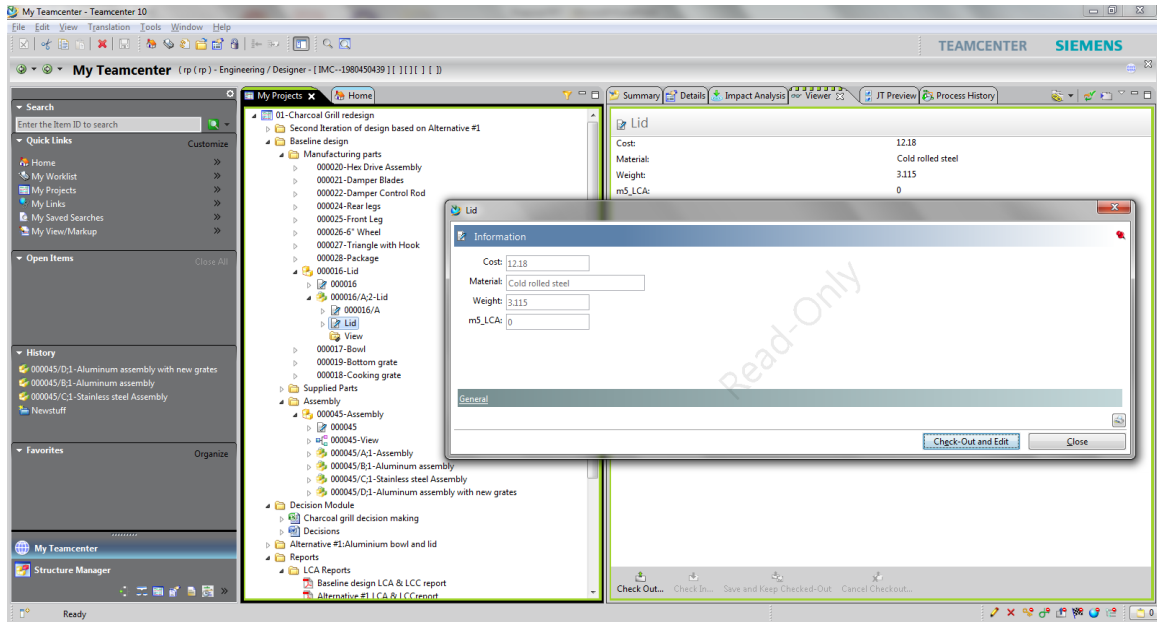 My Teamcenter - Teamcenter 10
File Edit View Translation Tools Window Help
TEAMCENTER SIEMENS
My Teamcenter ( rp ( rp ) - Engineering / Designer - [ IMC--1980450439 ] [ ] [ ] [ ] [ ])
Search
Enter the Item ID to search
Quick Links Customize
Home
My Worklist
My Projects
My Links
My Saved Searches
My View/Markup
Open Items Close All
History
000045/D;1-Aluminum assembly with new grates
000045/B;1-Aluminum assembly
000045/C;1-Stainless steel Assembly
Newstuff
Favorites Organize
My Teamcenter
Structure Manager
My Projects Home
01-Charcoal Grill redesign
Second Iteration of design based on Alternative #1
Baseline design
Manufacturing parts
000020-Hex Drive Assembly
000021-Damper Blades
000022-Damper Control Rod
000024-Rear legs
000025-Front Leg
000026-6" Wheel
000027-Triangle with Hook
000028-Package
000016-Lid
000016
000016/A;2-Lid
000016/A
Lid
View
000017-Bowl
000019-Bottom grate
000018-Cooking grate
Supplied Parts
Assembly
000045-Assembly
000045
000045-View
000045/A;1-Assembly
000045/B;1-Aluminum assembly
000045/C;1-Stainless steel Assembly
000045/D;1-Aluminum assembly with new grates
Decision Module
Charcoal grill decision making
Decisions
Alternative #1:Aluminium bowl and lid
Reports
LCA Reports
Baseline design LCA & LCC report
Alternative #1 LCA & LCCreport
Summary Details Impact Analysis Viewer JT Preview Process History
Lid
Cost: 12.18
Material: Cold rolled steel
Weight: 3.115
m5_LCA: 0
Lid
Information
Cost: 12.18
Material: Cold rolled steel
Weight: 3.115
m5_LCA: 0
Read-Only
General
Check-Out and Edit Close
Check Out... Check In... Save and Keep Checked-Out Cancel Checkout...
Ready 0